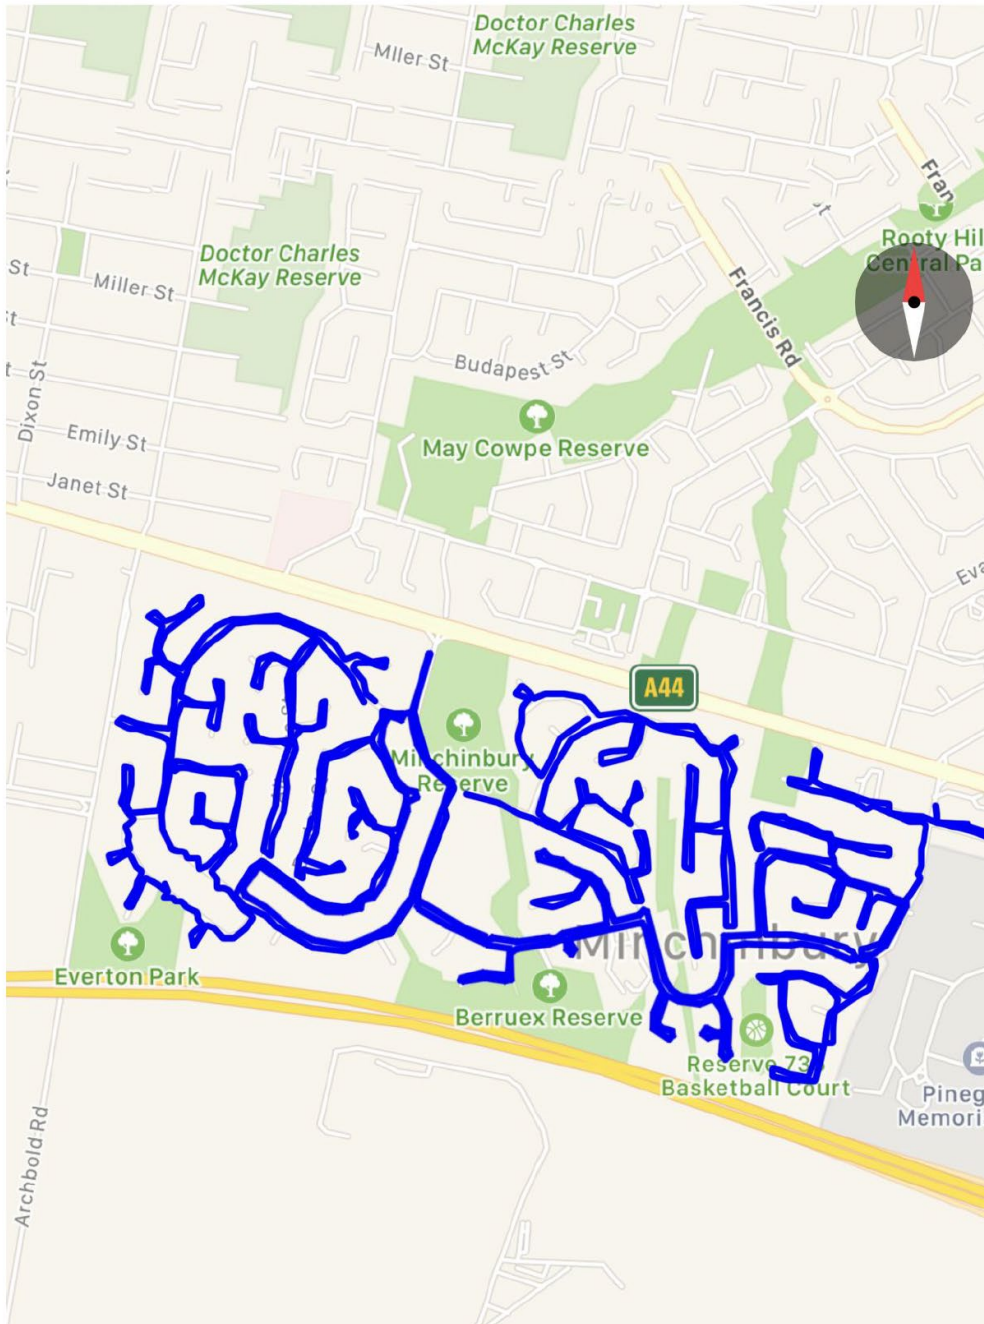 Doctor Charles
McKay Reserve
Mller St
Fran
Rooty Hil
Central Pa
Doctor Charles
McKay Reserve
St
Miller St
Francis Rd
Budapest St
Dixon St
May Cowpe Reserve
Emily St
Janet St
Eva
A44
Minchinbury
Reserve
Minchinbury
Everton Park
Berruex Reserve
Reserve 73
Basketball Court
Pineg
Memori
Archbold Rd